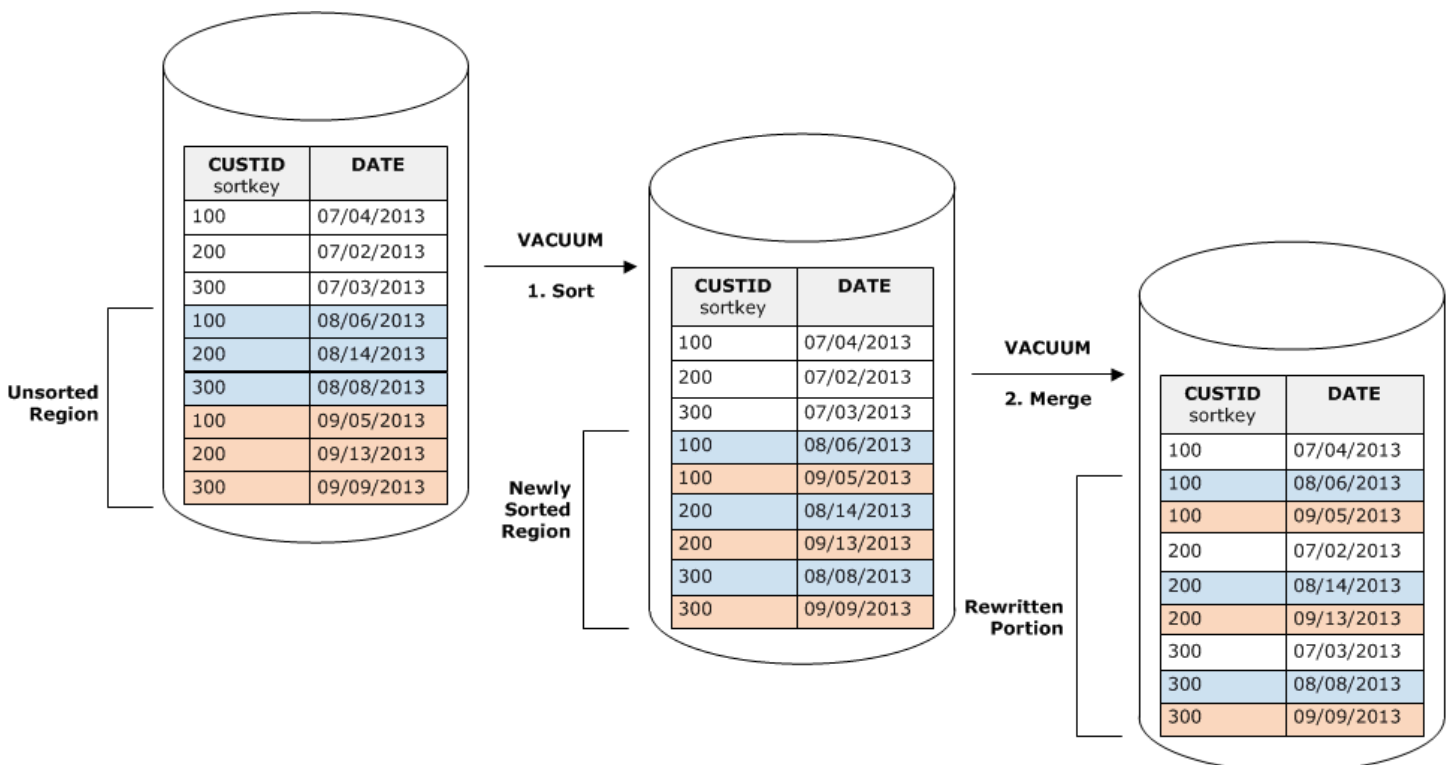 CUSTID DATE
sortkey
100 07/04/2013
200 07/02/2013
300 07/03/2013
100 08/06/2013
200 08/14/2013
300 08/08/2013
100 09/05/2013
200 09/13/2013
300 09/09/2013
Unsorted
Region
VACUUM
1. Sort
CUSTID DATE
sortkey
100 07/04/2013
200 07/02/2013
300 07/03/2013
100 08/06/2013
100 09/05/2013
200 08/14/2013
200 09/13/2013
300 08/08/2013
300 09/09/2013
Newly
Sorted
Region
VACUUM
2. Merge
CUSTID DATE
sortkey
100 07/04/2013
100 08/06/2013
100 09/05/2013
200 07/02/2013
200 08/14/2013
200 09/13/2013
300 07/03/2013
300 08/08/2013
300 09/09/2013
Rewritten
Portion